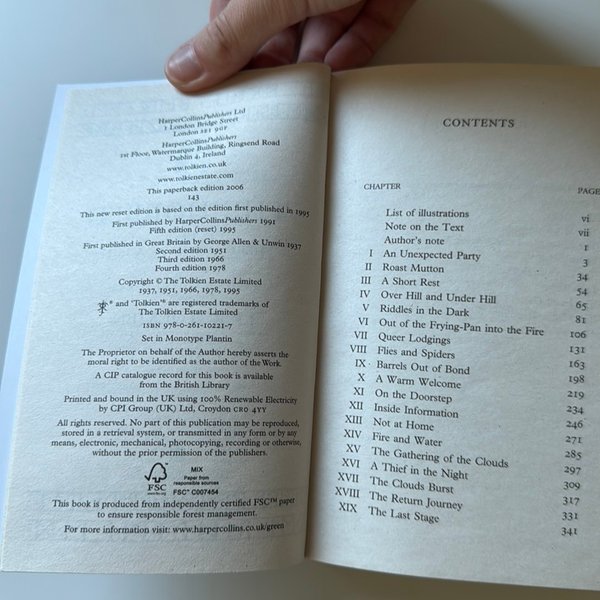 HarperCollinsPublishers Ltd
1 London Bridge Street
London SE1 9GF
HarperCollinsPublishers
1st Floor, Watermarque Building, Ringsend Road
Dublin 4, Ireland
www.tolkien.co.uk
www.tolkienestate.com
This paperback edition 2006
143
This new reset edition is based on the edition first published in 1995
First published by HarperCollinsPublishers 1991
Fifth edition (reset) 1995
First published in Great Britain by George Allen & Unwin 1937
Second edition 1951
Third edition 1966
Fourth edition 1978
Copyright © The Tolkien Estate Limited
1937, 1951, 1966, 1978, 1995
® and 'Tolkien'® are registered trademarks of
The Tolkien Estate Limited
ISBN 978-0-261-10221-7
Set in Monotype Plantin
The Proprietor on behalf of the Author hereby asserts the
moral right to be identified as the author of the Work.
A CIP catalogue record for this book is available
from the British Library
Printed and bound in the UK using 100% Renewable Electricity
by CPI Group (UK) Ltd, Croydon CR0 4YY
All rights reserved. No part of this publication may be reproduced,
stored in a retrieval system, or transmitted in any form or by any
means, electronic, mechanical, photocopying, recording or otherwise,
without the prior permission of the publishers.
FSC
www.fsc.org
MIX
Paper from
responsible sources
FSC™ C007454
This book is produced from independently certified FSC™ paper
to ensure responsible forest management.
For more information visit: www.harpercollins.co.uk/green
CONTENTS
CHAPTER PAGE
List of illustrations vi
Note on the Text vii
Author's note 1
I An Unexpected Party 3
II Roast Mutton 34
III A Short Rest 54
IV Over Hill and Under Hill 65
V Riddles in the Dark 81
VI Out of the Frying-Pan into the Fire 106
VII Queer Lodgings 131
VIII Flies and Spiders 163
IX Barrels Out of Bond 198
X A Warm Welcome 219
XI On the Doorstep 234
XII Inside Information 246
XIII Not at Home 271
XIV Fire and Water 285
XV The Gathering of the Clouds 297
XVI A Thief in the Night 309
XVII The Clouds Burst 317
XVIII The Return Journey 331
XIX The Last Stage 341